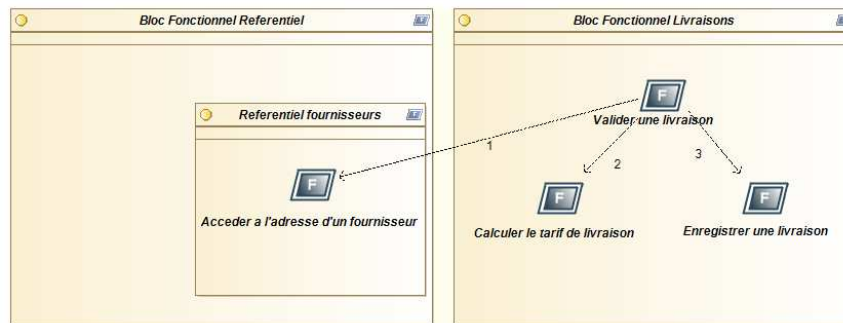 Bloc Fonctionnel Referentiel
Bloc Fonctionnel Livraisons
F
Valider une livraison
Referentiel fournisseurs
1
2
3
F
Acceder a l'adresse d'un fournisseur
F
Calculer le tarif de livraison
F
Enregistrer une livraison